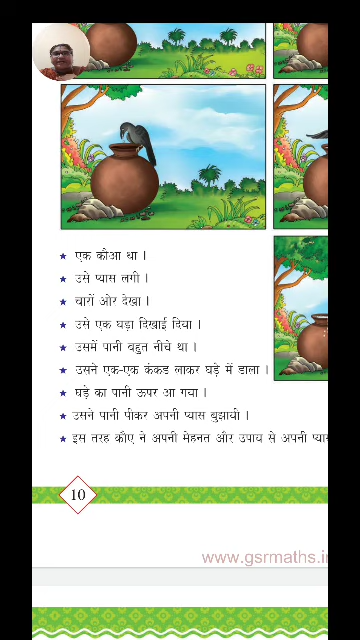 ★ एक कौआ था ।
★ उसे प्यास लगी ।
★ चारों ओर देखा ।
★ उसे एक घड़ा दिखाई दिया ।
★ उसमें पानी बहुत नीचे था ।
★ उसने एक-एक कंकड लाकर घड़े में डाला ।
★ घड़े का पानी ऊपर आ गया ।
★ उसने पानी पीकर अपनी प्यास बुझायी ।
★ इस तरह कौए ने अपनी मेहनत और उपाय से अपनी प्यास
10
www.gsrmaths.in